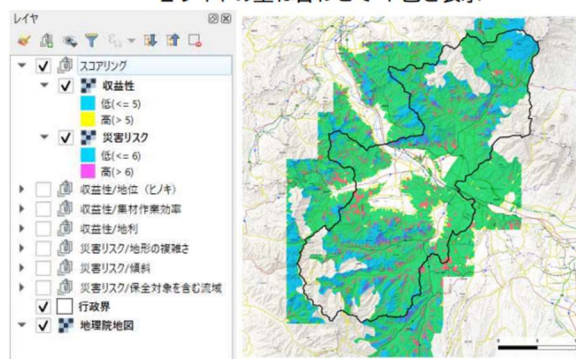 レイヤ
スコアリング
収益性
低(<= 5)
高(> 5)
災害リスク
低(<= 6)
高(> 6)
収益性/地位（ヒノキ）
収益性/集材作業効率
収益性/地利
災害リスク/地形の複雑さ
災害リスク/傾斜
災害リスク/保全対象を含む流域
行政界
地理院地図